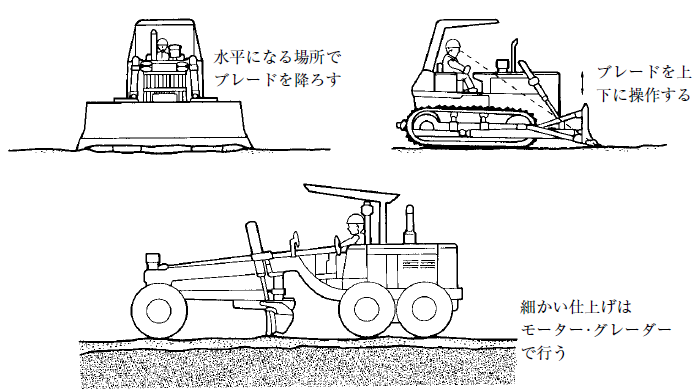 水平になる場所で
ブレードを降ろす
ブレードを上
下に操作する
細かい仕上げは
モーター・グレーダー
で行う